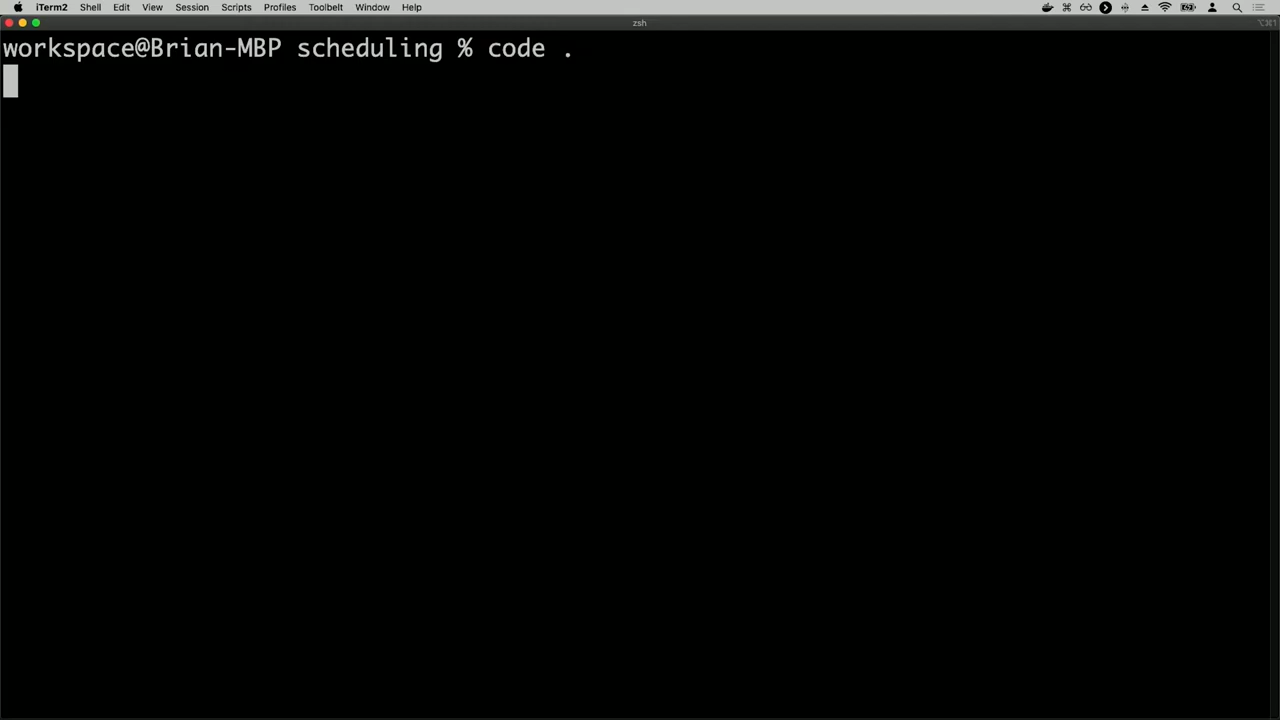 iTerm2 Shell Edit View Session Scripts Profiles Toolbelt Window Help
zsh
workspace@Brian-MBP scheduling % code .